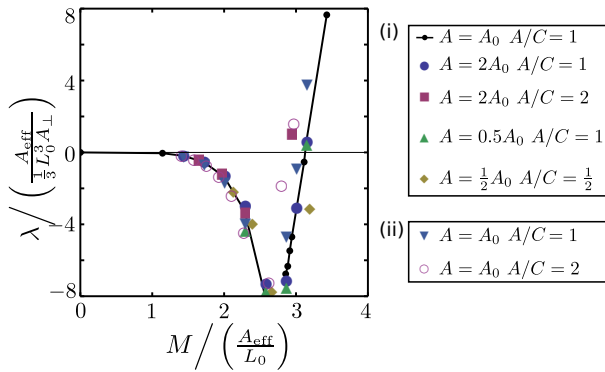 8
4
0
−4
−8
0 1 2 3 4
λ/(A_eff / (1/3 L_0^3 A_⊥))
M/(A_eff / L_0)
(i)
A = A_0 A/C = 1
A = 2A_0 A/C = 1
A = 2A_0 A/C = 2
A = 0.5A_0 A/C = 1
A = 1/2 A_0 A/C = 1/2
(ii)
A = A_0 A/C = 1
A = A_0 A/C = 2